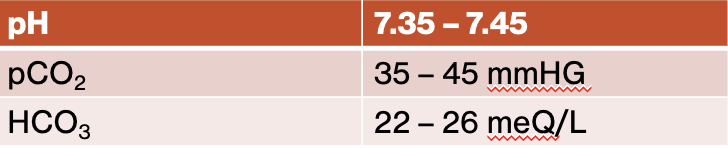 pH 7.35 – 7.45
pCO₂ 35 – 45 mmHG
HCO₃ 22 – 26 meQ/L